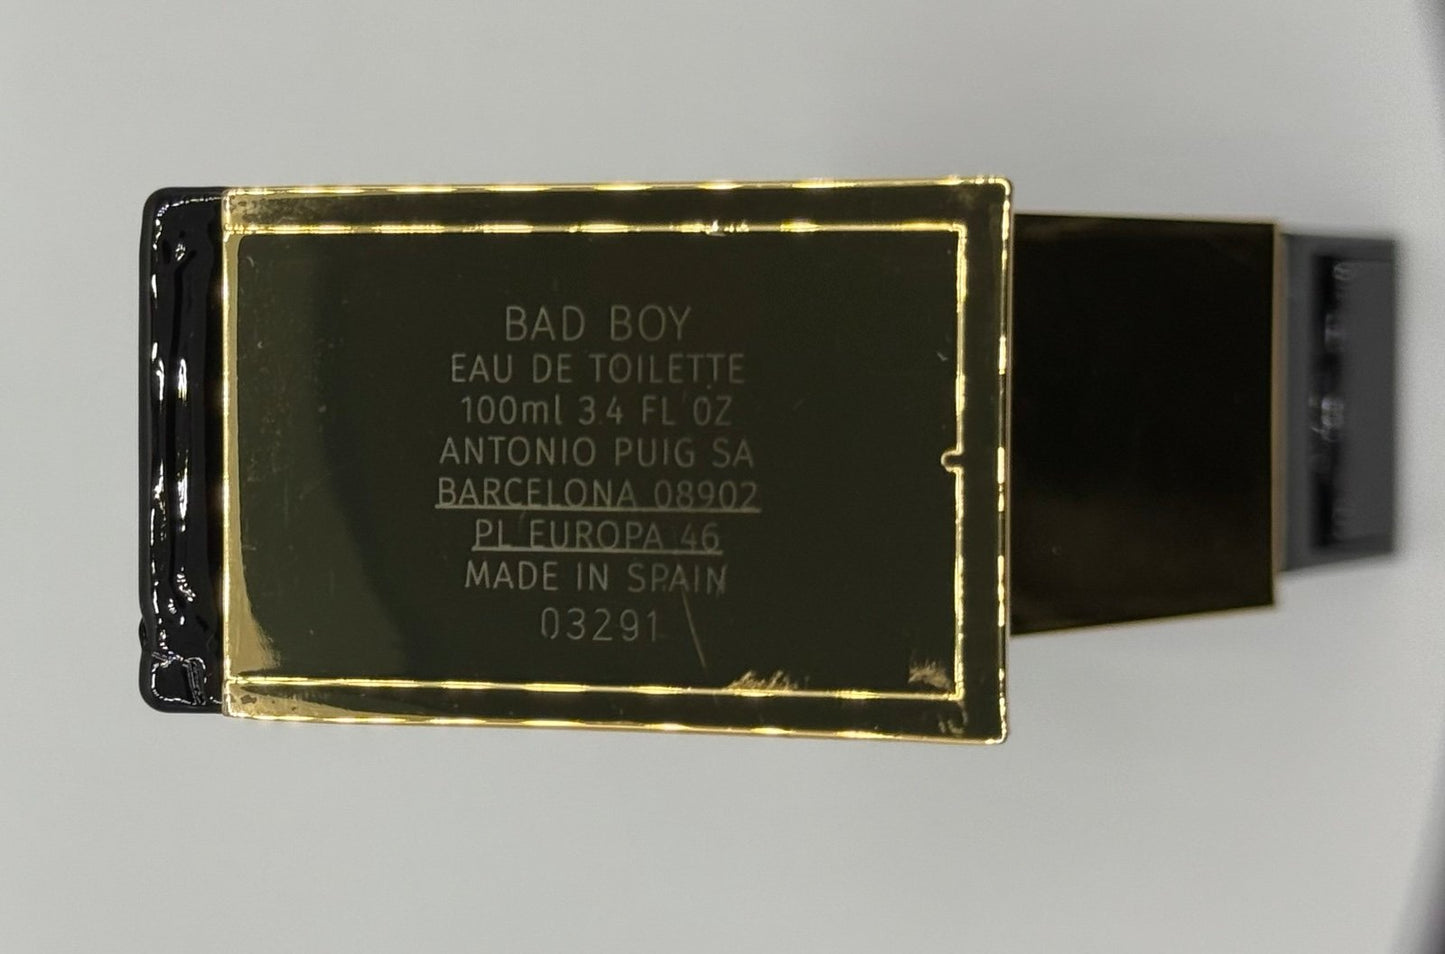 BAD BOY
EAU DE TOILETTE
100ml 3.4 FL OZ
ANTONIO PUIG SA
BARCELONA 08902
PL EUROPA 46
MADE IN SPAIN
03291